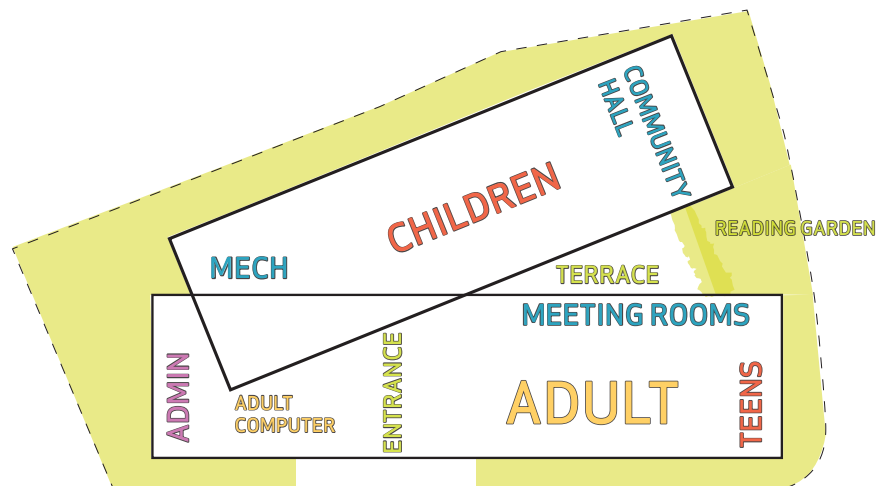 COMMUNITY
HALL
CHILDREN
READING GARDEN
MECH
TERRACE
MEETING ROOMS
ADMIN
ADULT
COMPUTER
ENTRANCE
ADULT
TEENS